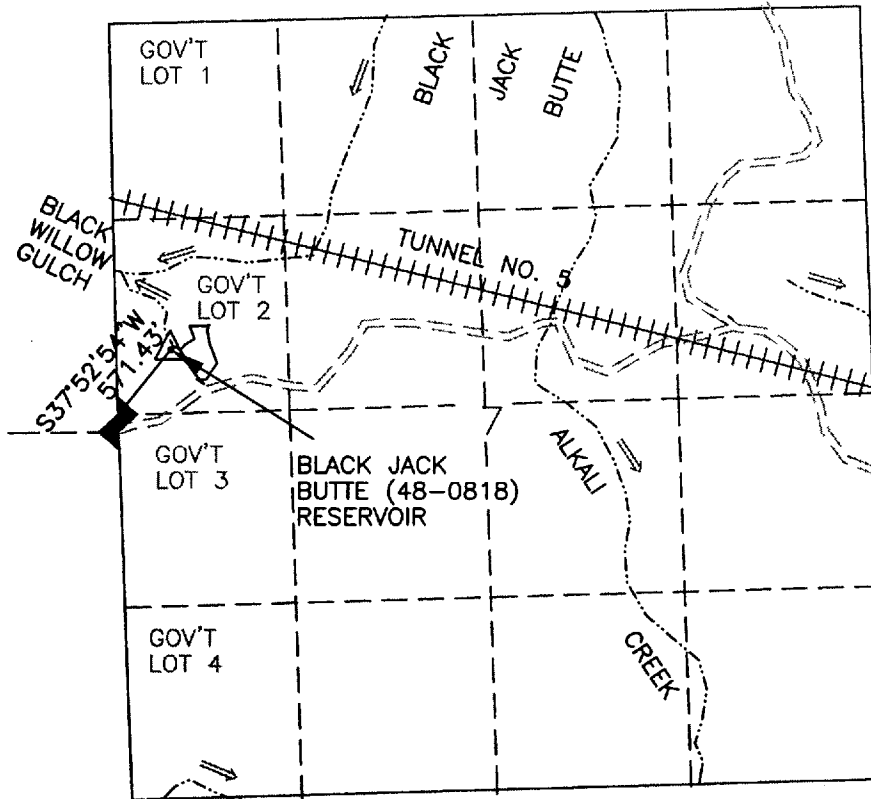 GOV'T
LOT 1
BLACK
JACK
BUTTE
BLACK
WILLOW
GULCH
TUNNEL NO. 5
GOV'T
LOT 2
S37°52'54"W
571.43'
GOV'T
LOT 3
BLACK JACK
BUTTE (48-0818)
RESERVOIR
7
ALKALI
GOV'T
LOT 4
CREEK